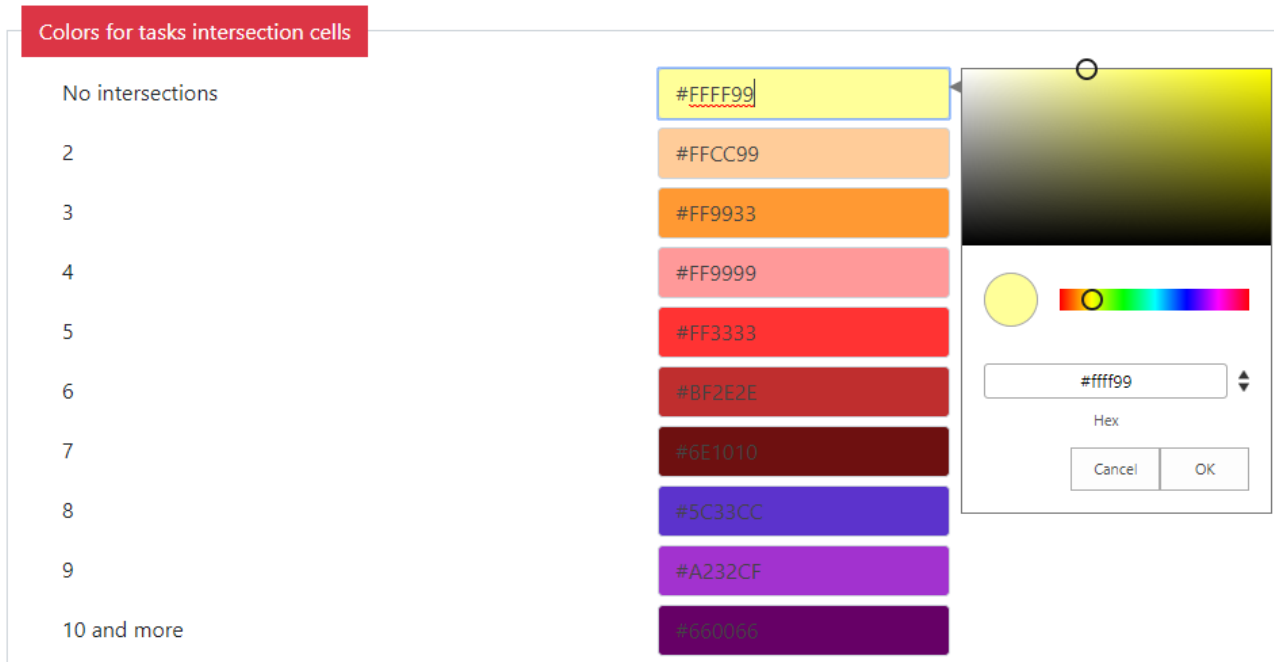 Colors for tasks intersection cells
No intersections #FFFF99
2 #FFCC99
3 #FF9933
4 #FF9999
5 #FF3333
6 #BF2E2E
7 #6E1010
8 #5C33CC
9 #A232CF
10 and more #660066
#ffff99
Hex
Cancel OK